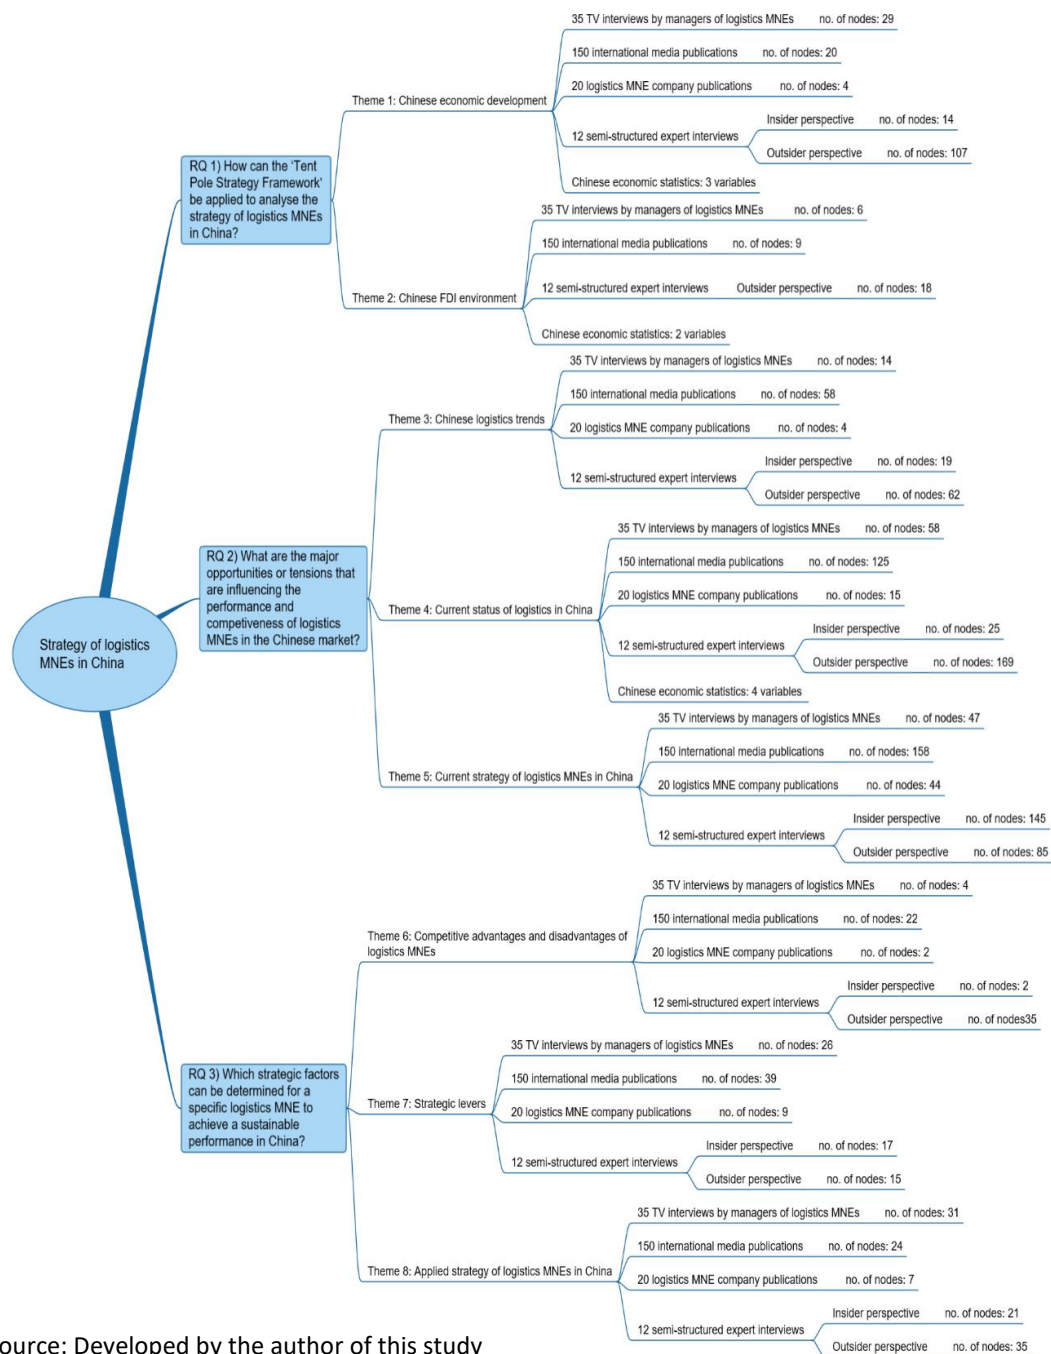 Strategy of logistics
MNEs in China
RQ 1) How can the 'Tent
Pole Strategy Framework'
be applied to analyse the
strategy of logistics MNEs
in China?
Theme 1: Chinese economic development
35 TV interviews by managers of logistics MNEs no. of nodes: 29
150 international media publications no. of nodes: 20
20 logistics MNE company publications no. of nodes: 4
12 semi-structured expert interviews
Insider perspective no. of nodes: 14
Outsider perspective no. of nodes: 107
Chinese economic statistics: 3 variables
Theme 2: Chinese FDI environment
35 TV interviews by managers of logistics MNEs no. of nodes: 6
150 international media publications no. of nodes: 9
12 semi-structured expert interviews Outsider perspective no. of nodes: 18
Chinese economic statistics: 2 variables
RQ 2) What are the major
opportunities or tensions that
are influencing the
performance and
competiveness of logistics
MNEs in the Chinese market?
Theme 3: Chinese logistics trends
35 TV interviews by managers of logistics MNEs no. of nodes: 14
150 international media publications no. of nodes: 58
20 logistics MNE company publications no. of nodes: 4
12 semi-structured expert interviews
Insider perspective no. of nodes: 19
Outsider perspective no. of nodes: 62
Theme 4: Current status of logistics in China
35 TV interviews by managers of logistics MNEs no. of nodes: 58
150 international media publications no. of nodes: 125
20 logistics MNE company publications no. of nodes: 15
12 semi-structured expert interviews
Insider perspective no. of nodes: 25
Outsider perspective no. of nodes: 169
Chinese economic statistics: 4 variables
Theme 5: Current strategy of logistics MNEs in China
35 TV interviews by managers of logistics MNEs no. of nodes: 47
150 international media publications no. of nodes: 158
20 logistics MNE company publications no. of nodes: 44
12 semi-structured expert interviews
Insider perspective no. of nodes: 145
Outsider perspective no. of nodes: 85
RQ 3) Which strategic factors
can be determined for a
specific logistics MNE to
achieve a sustainable
performance in China?
Theme 6: Competitive advantages and disadvantages of
logistics MNEs
35 TV interviews by managers of logistics MNEs no. of nodes: 4
150 international media publications no. of nodes: 22
20 logistics MNE company publications no. of nodes: 2
12 semi-structured expert interviews
Insider perspective no. of nodes: 2
Outsider perspective no. of nodes35
Theme 7: Strategic levers
35 TV interviews by managers of logistics MNEs no. of nodes: 26
150 international media publications no. of nodes: 39
20 logistics MNE company publications no. of nodes: 9
12 semi-structured expert interviews
Insider perspective no. of nodes: 17
Outsider perspective no. of nodes: 15
Theme 8: Applied strategy of logistics MNEs in China
35 TV interviews by managers of logistics MNEs no. of nodes: 31
150 international media publications no. of nodes: 24
20 logistics MNE company publications no. of nodes: 7
12 semi-structured expert interviews
Insider perspective no. of nodes: 21
Outsider perspective no. of nodes: 35
ource: Developed by the author of this study